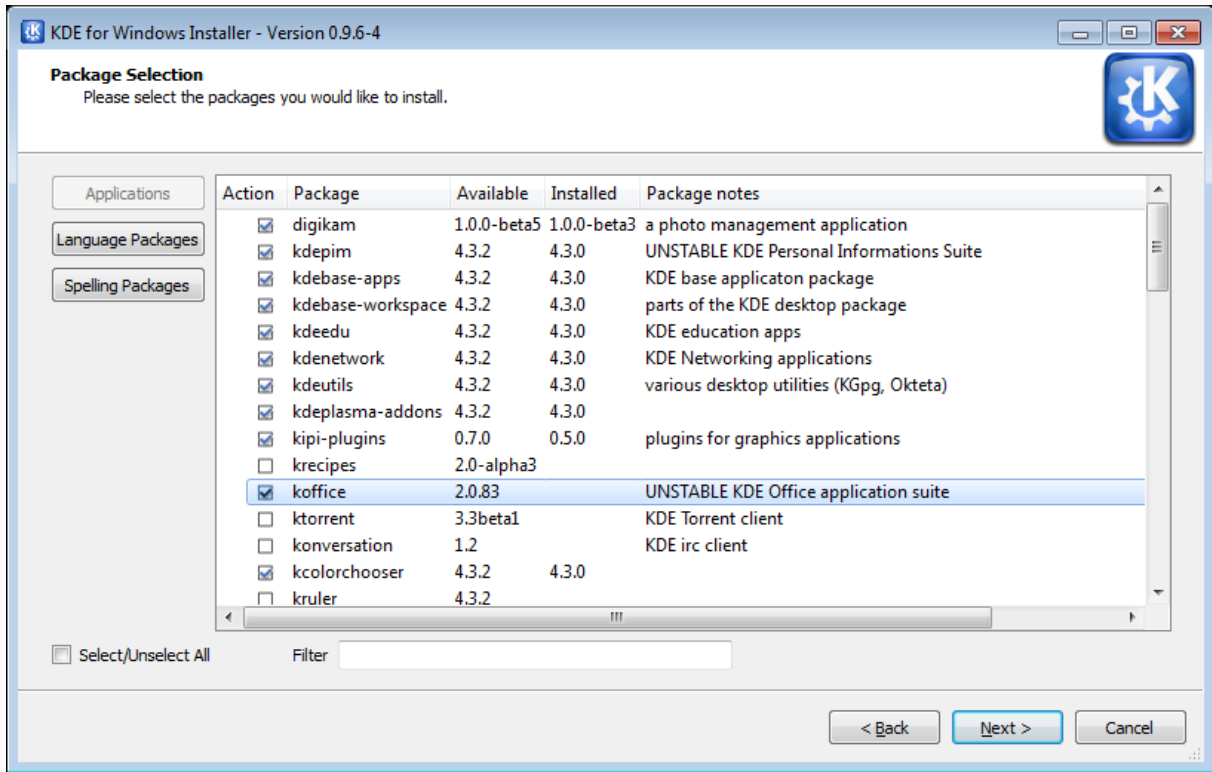 KDE for Windows Installer - Version 0.9.6-4
Package Selection
Please select the packages you would like to install.
Applications
Language Packages
Spelling Packages
Action Package Available Installed Package notes
digikam 1.0.0-beta5 1.0.0-beta3 a photo management application
kdepim 4.3.2 4.3.0 UNSTABLE KDE Personal Informations Suite
kdebase-apps 4.3.2 4.3.0 KDE base applicaton package
kdebase-workspace 4.3.2 4.3.0 parts of the KDE desktop package
kdeedu 4.3.2 4.3.0 KDE education apps
kdenetwork 4.3.2 4.3.0 KDE Networking applications
kdeutils 4.3.2 4.3.0 various desktop utilities (KGpg, Okteta)
kdeplasma-addons 4.3.2 4.3.0
kipi-plugins 0.7.0 0.5.0 plugins for graphics applications
krecipes 2.0-alpha3
koffice 2.0.83 UNSTABLE KDE Office application suite
ktorrent 3.3beta1 KDE Torrent client
konversation 1.2 KDE irc client
kcolorchooser 4.3.2 4.3.0
kruler 4.3.2
Select/Unselect All Filter
< Back Next > Cancel